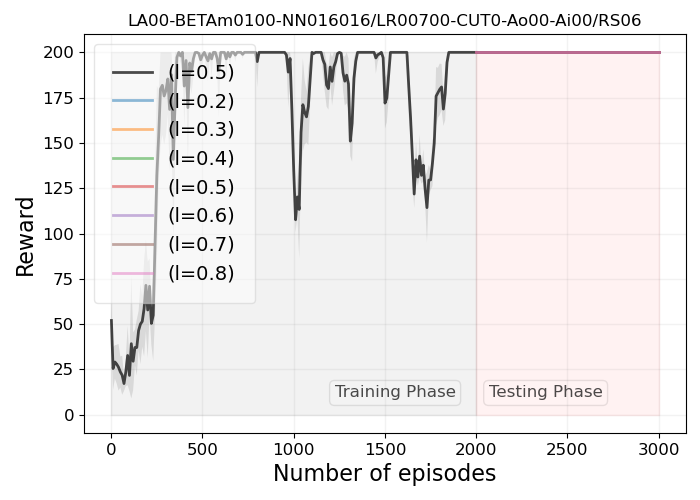 LA00-BETAm0100-NN016016/LR00700-CUT0-Ao00-Ai00/RS06
200
175
150
125
100
75
50
25
0
Reward
(l=0.5)
(l=0.2)
(l=0.3)
(l=0.4)
(l=0.5)
(l=0.6)
(l=0.7)
(l=0.8)
Training Phase
Testing Phase
0 500 1000 1500 2000 2500 3000
Number of episodes